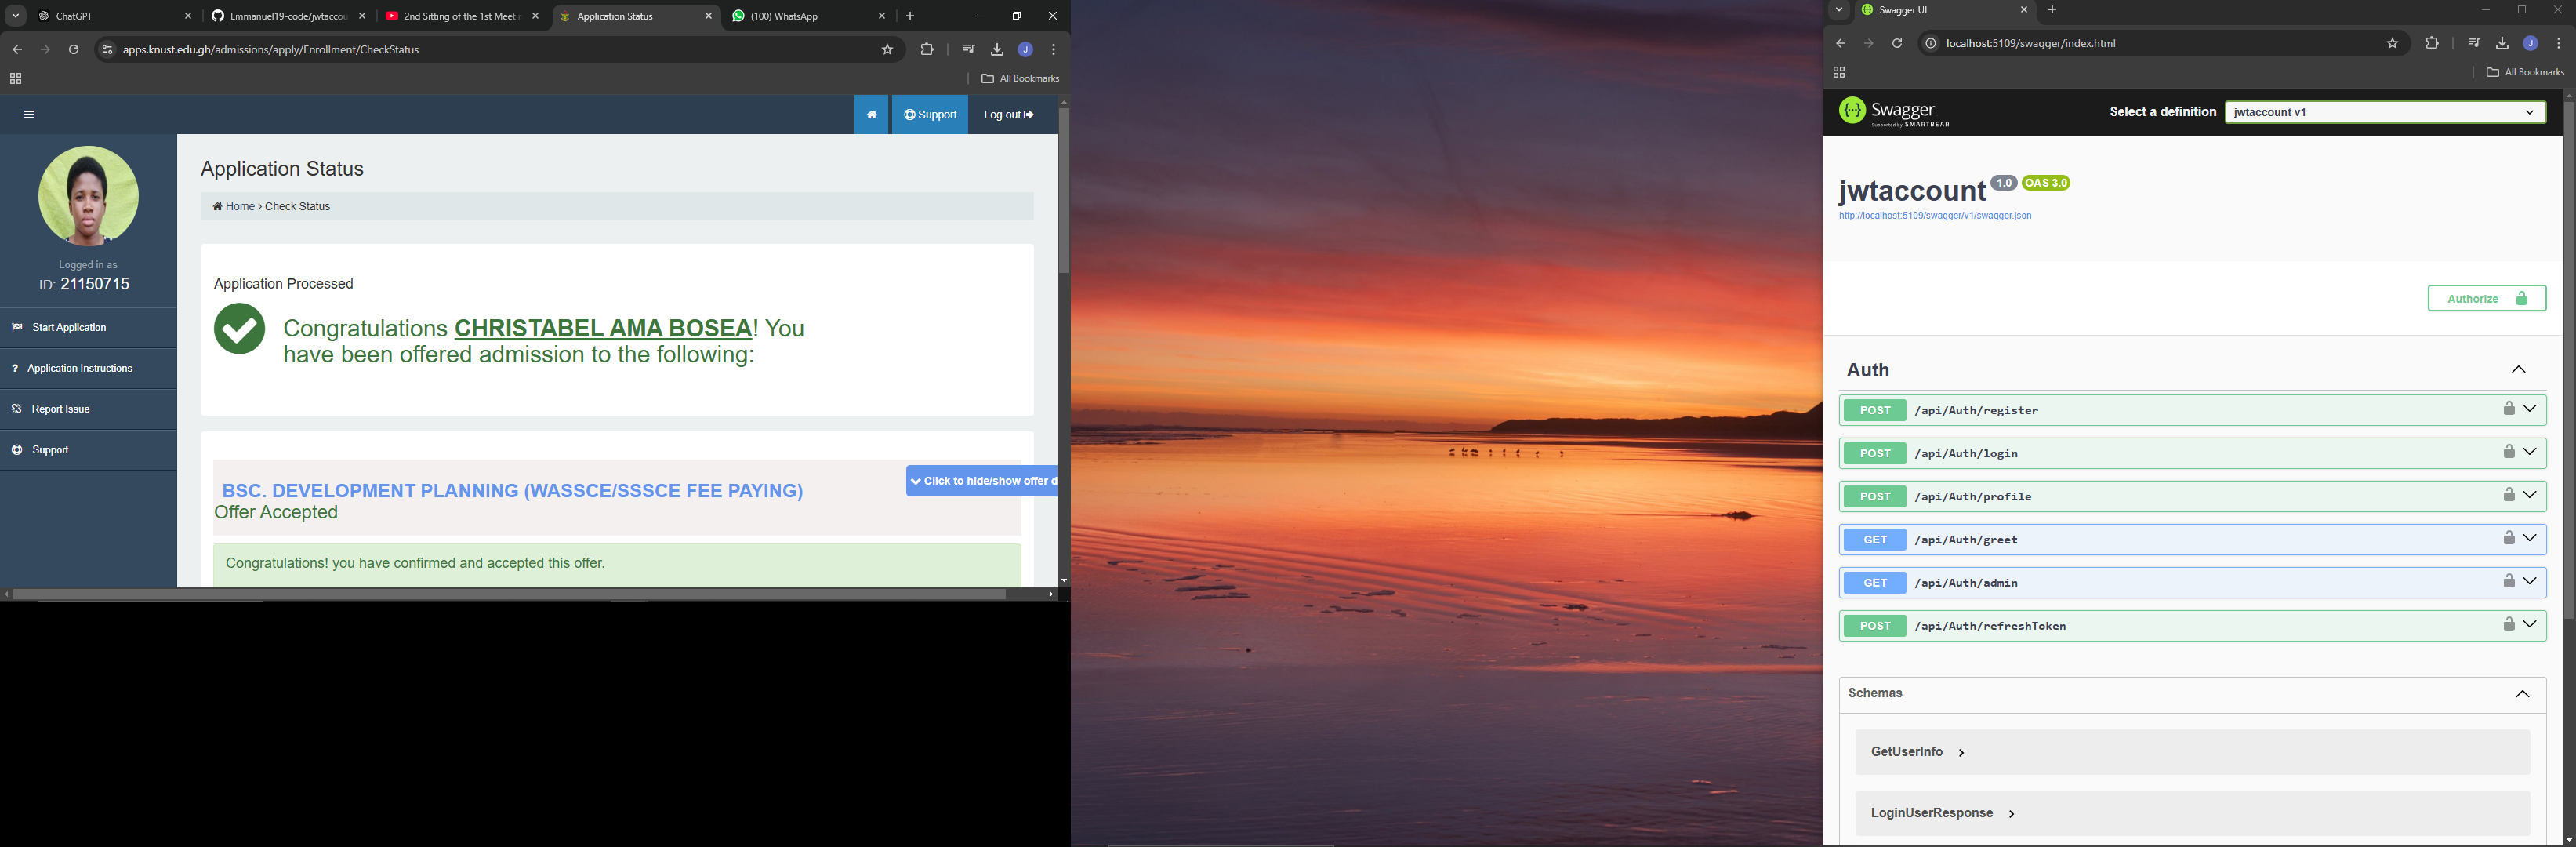 ChatGPT
Emmanuel19-code/jwtaccou
2nd Sitting of the 1st Meetin
Application Status
(100) WhatsApp
apps.knust.edu.gh/admissions/apply/Enrollment/CheckStatus
J
All Bookmarks
Support
Log out
Logged in as
ID: 21150715
Start Application
? Application Instructions
Report Issue
Support
Application Status
Home > Check Status
Application Processed
Congratulations CHRISTABEL AMA BOSEA! You
have been offered admission to the following:
BSC. DEVELOPMENT PLANNING (WASSCE/SSSCE FEE PAYING)
Click to hide/show offer d
Offer Accepted
Congratulations! you have confirmed and accepted this offer.
Swagger UI
localhost:5109/swagger/index.html
J
All Bookmarks
{··} Swagger
Supported by SMARTBEAR
Select a definition
jwtaccount v1
jwtaccount 1.0 OAS 3.0
http://localhost:5109/swagger/v1/swagger.json
Authorize
Auth
POST /api/Auth/register
POST /api/Auth/login
POST /api/Auth/profile
GET /api/Auth/greet
GET /api/Auth/admin
POST /api/Auth/refreshToken
Schemas
GetUserInfo >
LoginUserResponse >